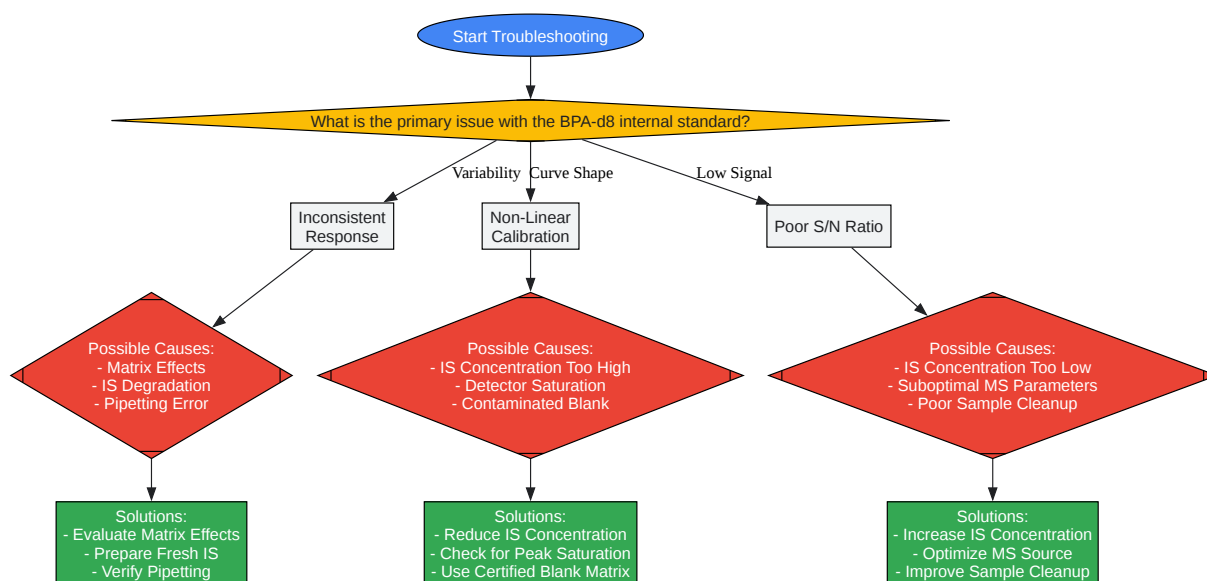 Start Troubleshooting
What is the primary issue with the BPA-d8 internal standard?
Variability
Curve Shape
Low Signal
Inconsistent
Response
Non-Linear
Calibration
Poor S/N Ratio
Possible Causes:
- Matrix Effects
- IS Degradation
- Pipetting Error
Possible Causes:
- IS Concentration Too High
- Detector Saturation
- Contaminated Blank
Possible Causes:
- IS Concentration Too Low
- Suboptimal MS Parameters
- Poor Sample Cleanup
Solutions:
- Evaluate Matrix Effects
- Prepare Fresh IS
- Verify Pipetting
Solutions:
- Reduce IS Concentration
- Check for Peak Saturation
- Use Certified Blank Matrix
Solutions:
- Increase IS Concentration
- Optimize MS Source
- Improve Sample Cleanup